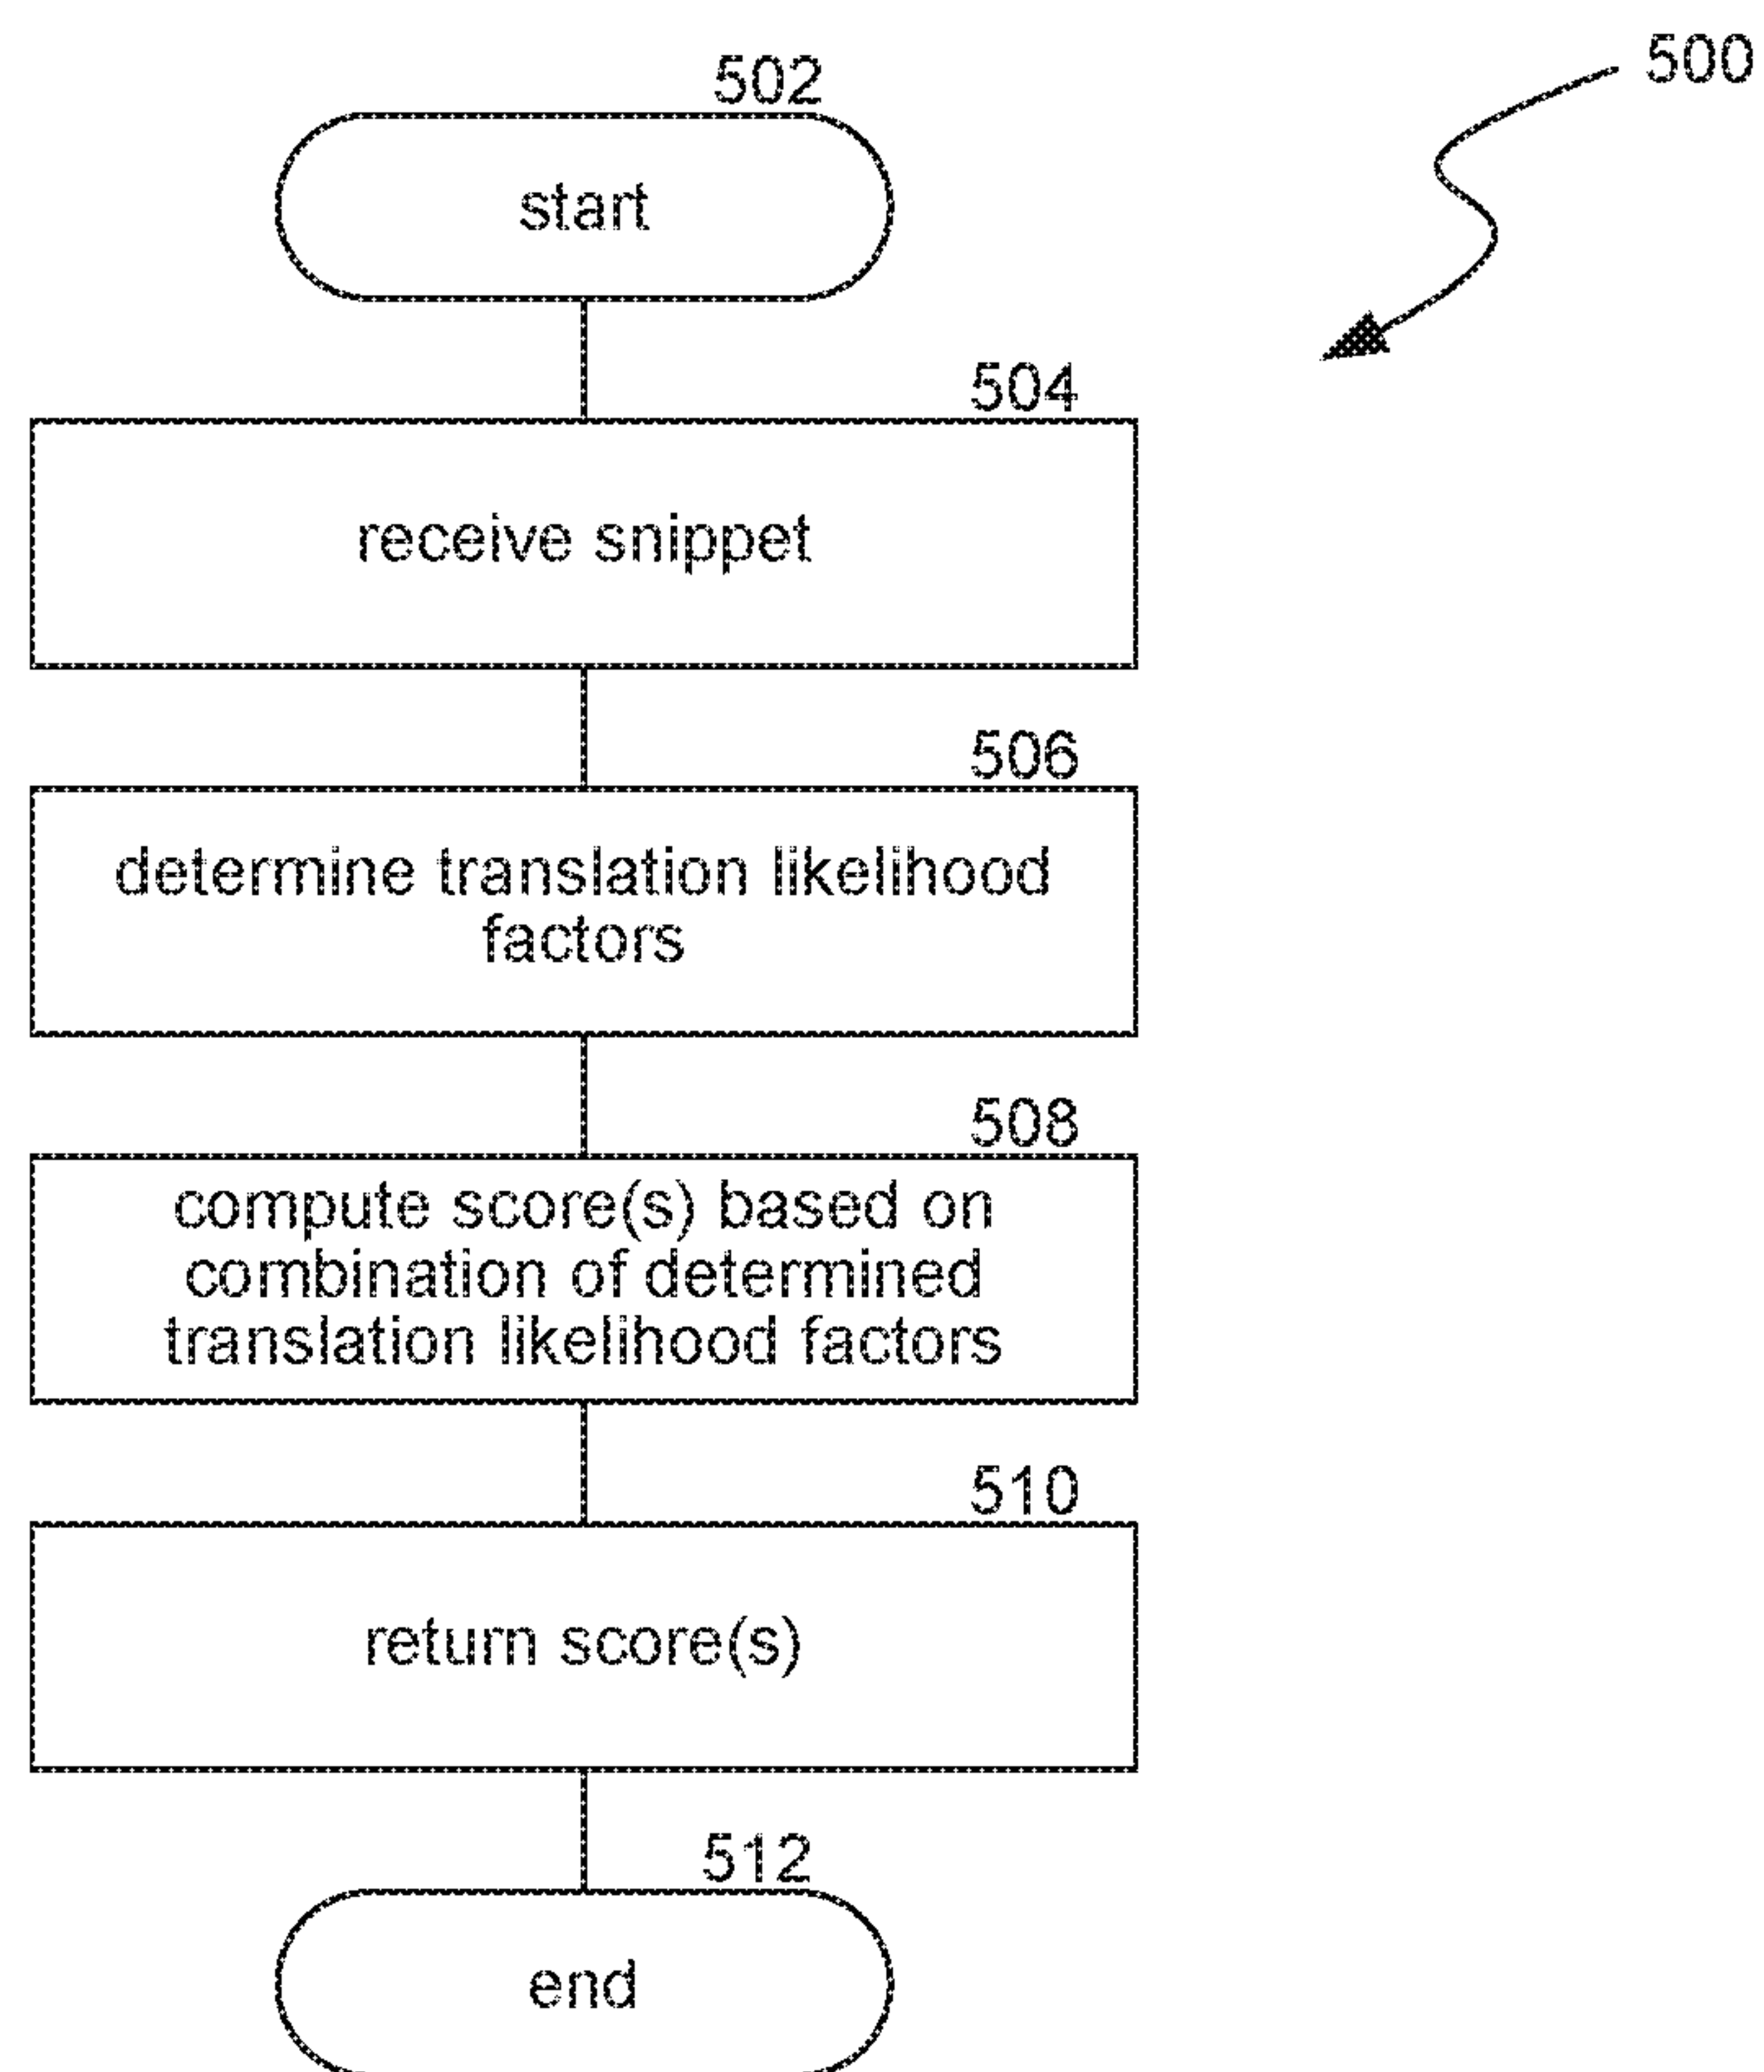 500
502
start
504
receive snippet
506
determine translation likelihood
factors
508
compute score(s) based on
combination of determined
translation likelihood factors
510
return score(s)
512
end